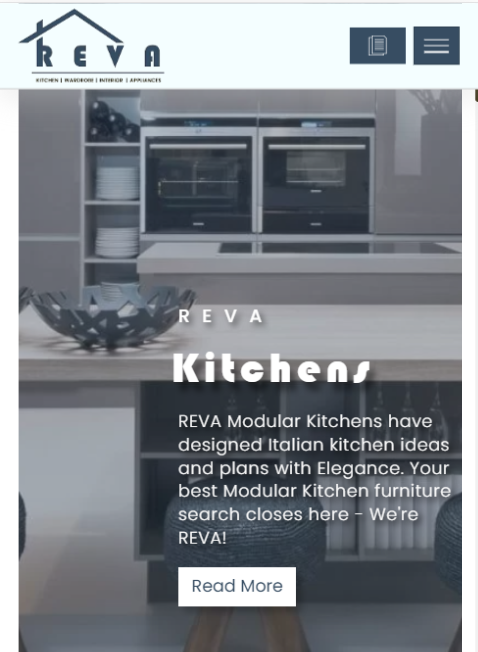 REVA
KITCHEN | WARDROBE | INTERIOR | APPLIANCES
REVA
Kitchens
REVA Modular Kitchens have
designed Italian kitchen ideas
and plans with Elegance. Your
best Modular Kitchen furniture
search closes here - We're
REVA!
Read More